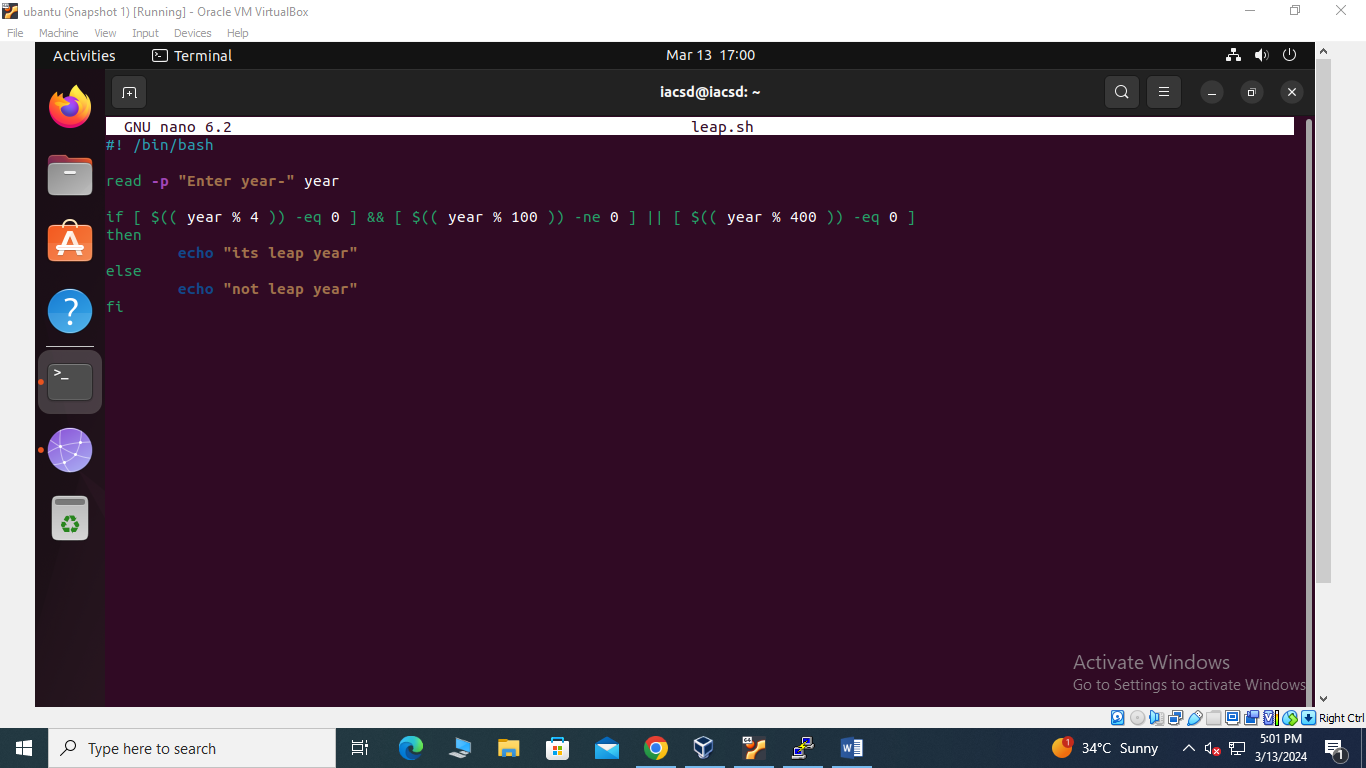 ubantu (Snapshot 1) [Running] - Oracle VM VirtualBox
File Machine View Input Devices Help
Activities Terminal Mar 13 17:00
iacsd@iacsd: ~
GNU nano 6.2 leap.sh
#! /bin/bash
read -p "Enter year-" year
if [ $(( year % 4 )) -eq 0 ] && [ $(( year % 100 )) -ne 0 ] || [ $(( year % 400 )) -eq 0 ]
then
echo "its leap year"
else
echo "not leap year"
fi
Activate Windows
Go to Settings to activate Windows
Right Ctrl
Type here to search
34°C Sunny
5:01 PM
3/13/2024